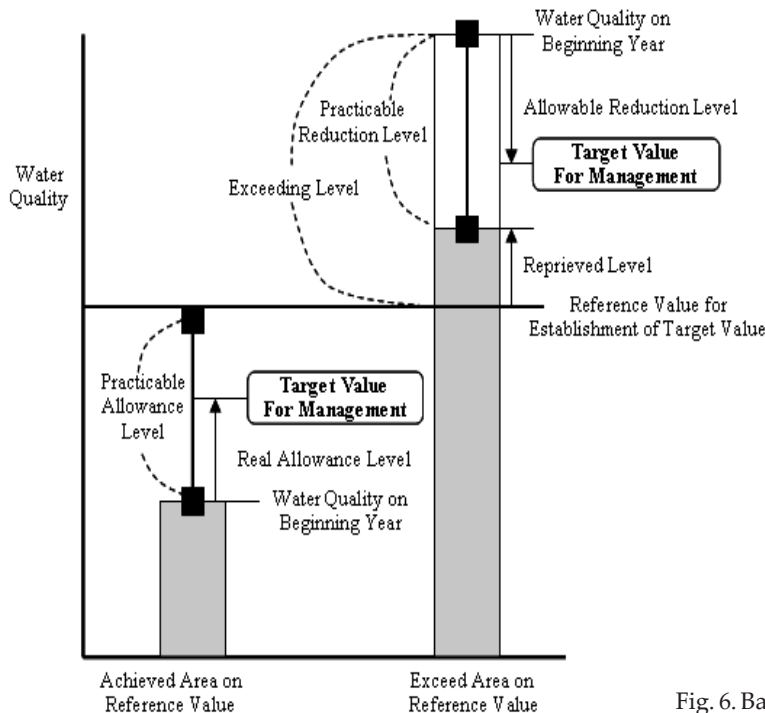 Water Quality on
Beginning Year
Practicable
Reduction Level
Allowable Reduction Level
Target Value
For Management
Water
Quality
Exceeding Level
Reprieved Level
Reference Value for
Establishment of Target Value
Practicable
Allowance
Level
Target Value
For Management
Real Allowance Level
Water Quality on
Beginning Year
Achieved Area on
Reference Value
Exceed Area on
Reference Value
Fig. 6. Ba